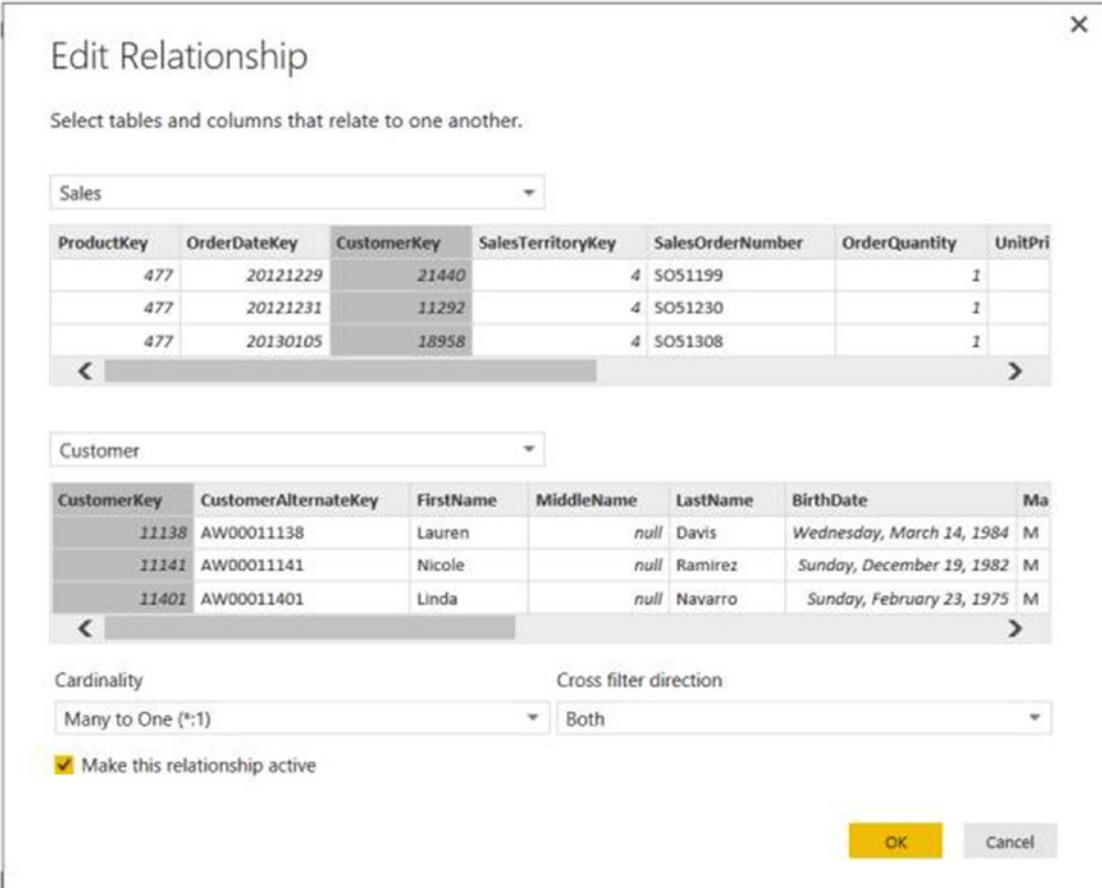 Edit Relationship
Select tables and columns that relate to one another.
Sales
ProductKey OrderDateKey CustomerKey SalesTerritoryKey SalesOrderNumber OrderQuantity UnitPri
477 20121229 21440 4 SO51199 1
477 20121231 11292 4 SO51230 1
477 20130105 18958 4 SO51308 1
Customer
CustomerKey CustomerAlternateKey FirstName MiddleName LastName BirthDate Ma
11138 AW00011138 Lauren null Davis Wednesday, March 14, 1984 M
11141 AW00011141 Nicole null Ramirez Sunday, December 19, 1982 M
11401 AW00011401 Linda null Navarro Sunday, February 23, 1975 M
Cardinality Cross filter direction
Many to One (*:1) Both
Make this relationship active
OK Cancel